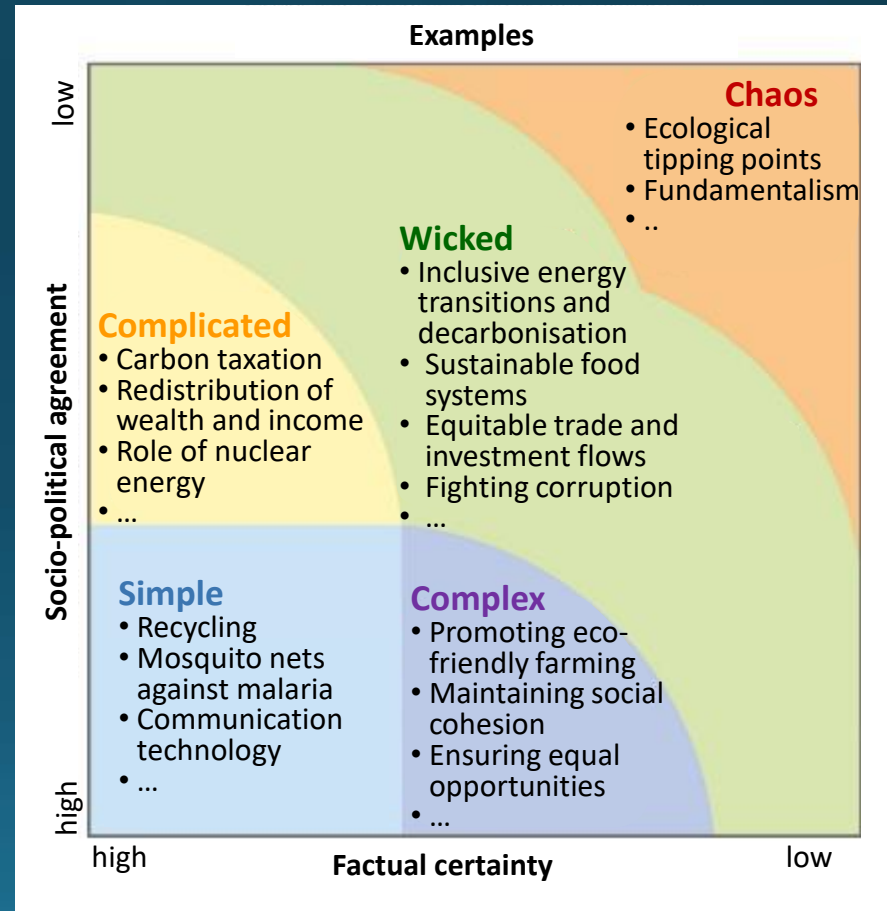 Examples
low
Socio-political agreement
high
Chaos
• Ecological
tipping points
• Fundamentalism
• ..
Wicked
• Inclusive energy
transitions and
decarbonisation
• Sustainable food
systems
• Equitable trade and
investment flows
• Fighting corruption
• ...
Complicated
• Carbon taxation
• Redistribution of
wealth and income
• Role of nuclear
energy
• ...
Simple
• Recycling
• Mosquito nets
against malaria
• Communication
technology
• ...
Complex
• Promoting eco-
friendly farming
• Maintaining social
cohesion
• Ensuring equal
opportunities
• ...
high
Factual certainty
low